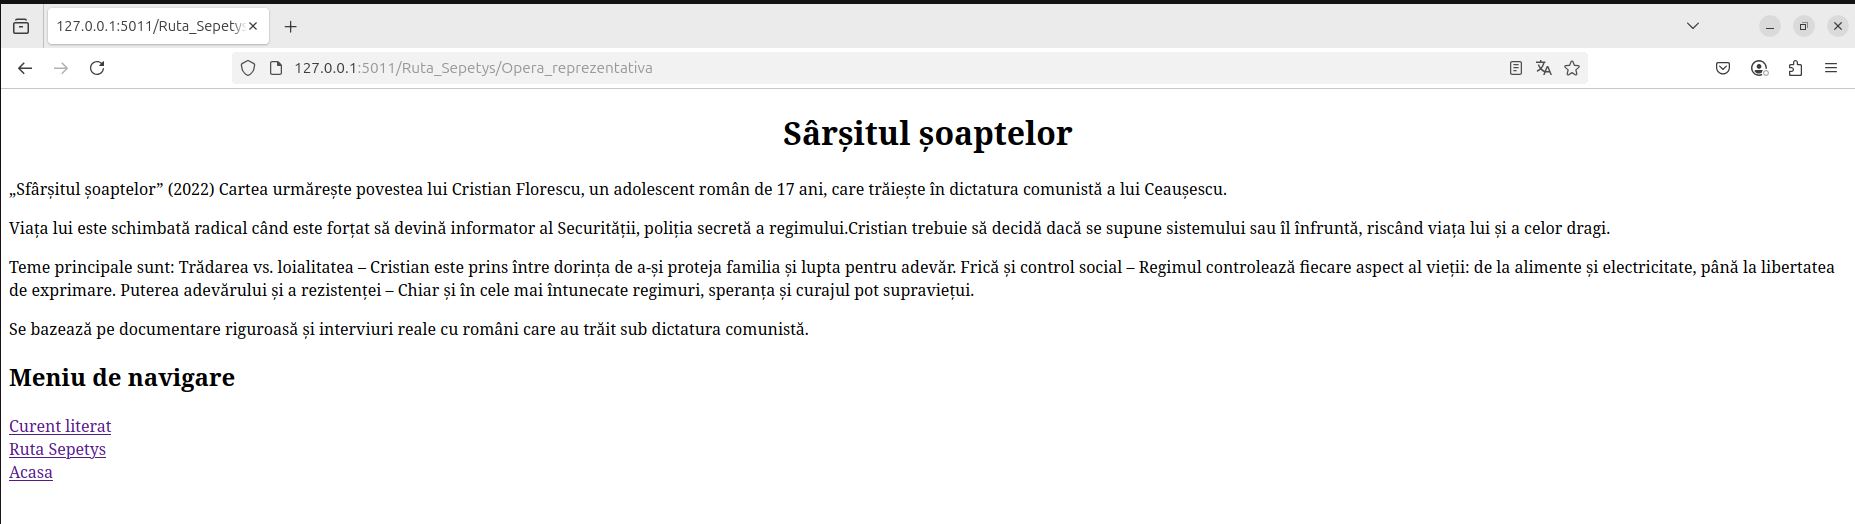 127.0.0.1:5011/Ruta_Sepetys
127.0.0.1:5011/Ruta_Sepetys/Opera_reprezentativa
Sârșitul șoaptelor
„Sfârșitul șoaptelor” (2022) Cartea urmărește povestea lui Cristian Florescu, un adolescent român de 17 ani, care trăiește în dictatura comunistă a lui Ceaușescu.
Viața lui este schimbată radical când este forțat să devină informator al Securității, poliția secretă a regimului.Cristian trebuie să decidă dacă se supune sistemului sau îl înfruntă, riscând viața lui și a celor dragi.
Teme principale sunt: Trădarea vs. loialitatea – Cristian este prins între dorința de a-și proteja familia și lupta pentru adevăr. Frică și control social – Regimul controlează fiecare aspect al vieții: de la alimente și electricitate, până la libertatea
de exprimare. Puterea adevărului și a rezistenței – Chiar și în cele mai întunecate regimuri, speranța și curajul pot supraviețui.
Se bazează pe documentare riguroasă și interviuri reale cu români care au trăit sub dictatura comunistă.
Meniu de navigare
Curent literat
Ruta Sepetys
Acasa